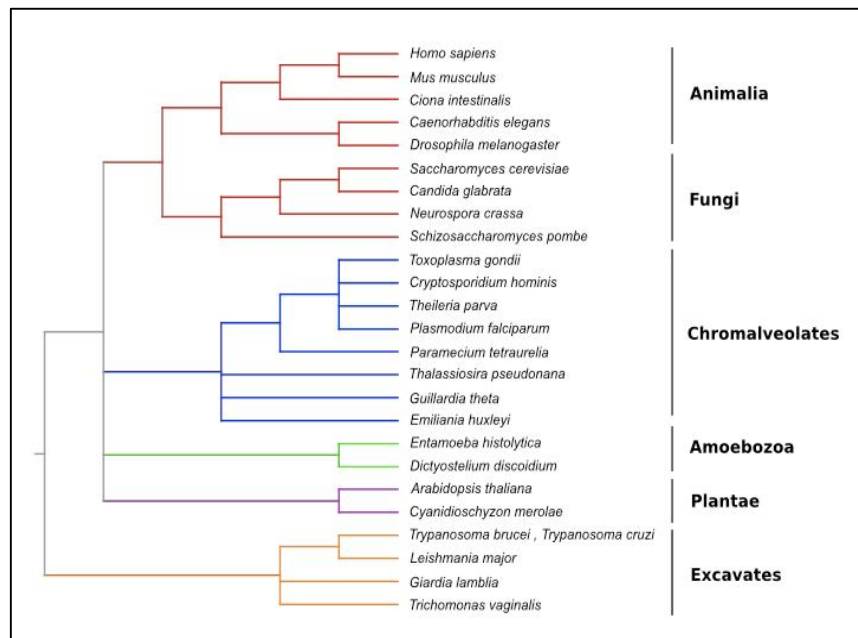 Homo sapiens
Mus musculus
Ciona intestinalis
Caenorhabditis elegans
Drosophila melanogaster
Animalia
Saccharomyces cerevisiae
Candida glabrata
Neurospora crassa
Schizosaccharomyces pombe
Fungi
Toxoplasma gondii
Cryptosporidium hominis
Theileria parva
Plasmodium falciparum
Paramecium tetraurelia
Thalassiosira pseudonana
Guillardia theta
Emiliania huxleyi
Chromalveolates
Entamoeba histolytica
Dictyostelium discoidium
Amoebozoa
Arabidopsis thaliana
Cyanidioschyzon merolae
Plantae
Trypanosoma brucei , Trypanosoma cruzi
Leishmania major
Giardia lamblia
Trichomonas vaginalis
Excavates